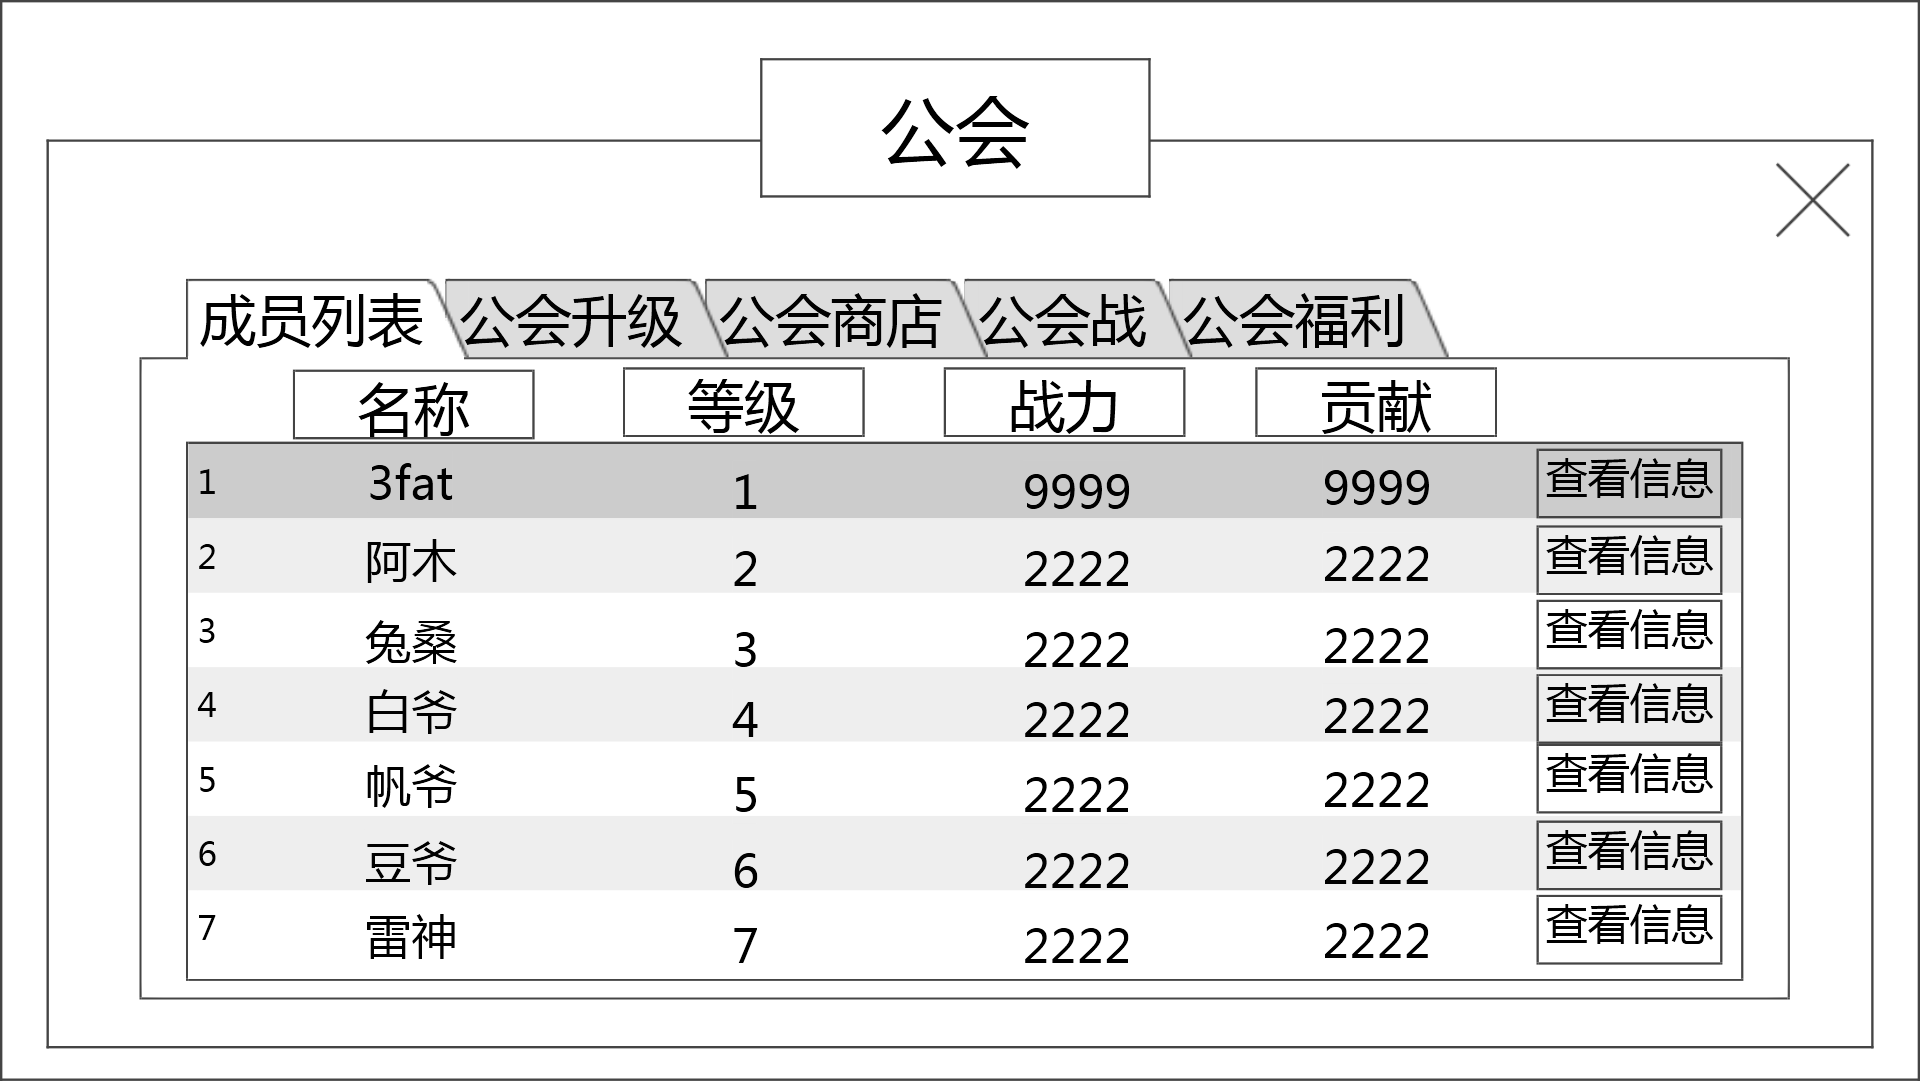 公会
成员列表 公会升级 公会商店 公会战 公会福利
名称 等级 战力 贡献
1 3fat 1 9999 9999 查看信息
2 阿木 2 2222 2222 查看信息
3 兔桑 3 2222 2222 查看信息
4 白爷 4 2222 2222 查看信息
5 帆爷 5 2222 2222 查看信息
6 豆爷 6 2222 2222 查看信息
7 雷神 7 2222 2222 查看信息